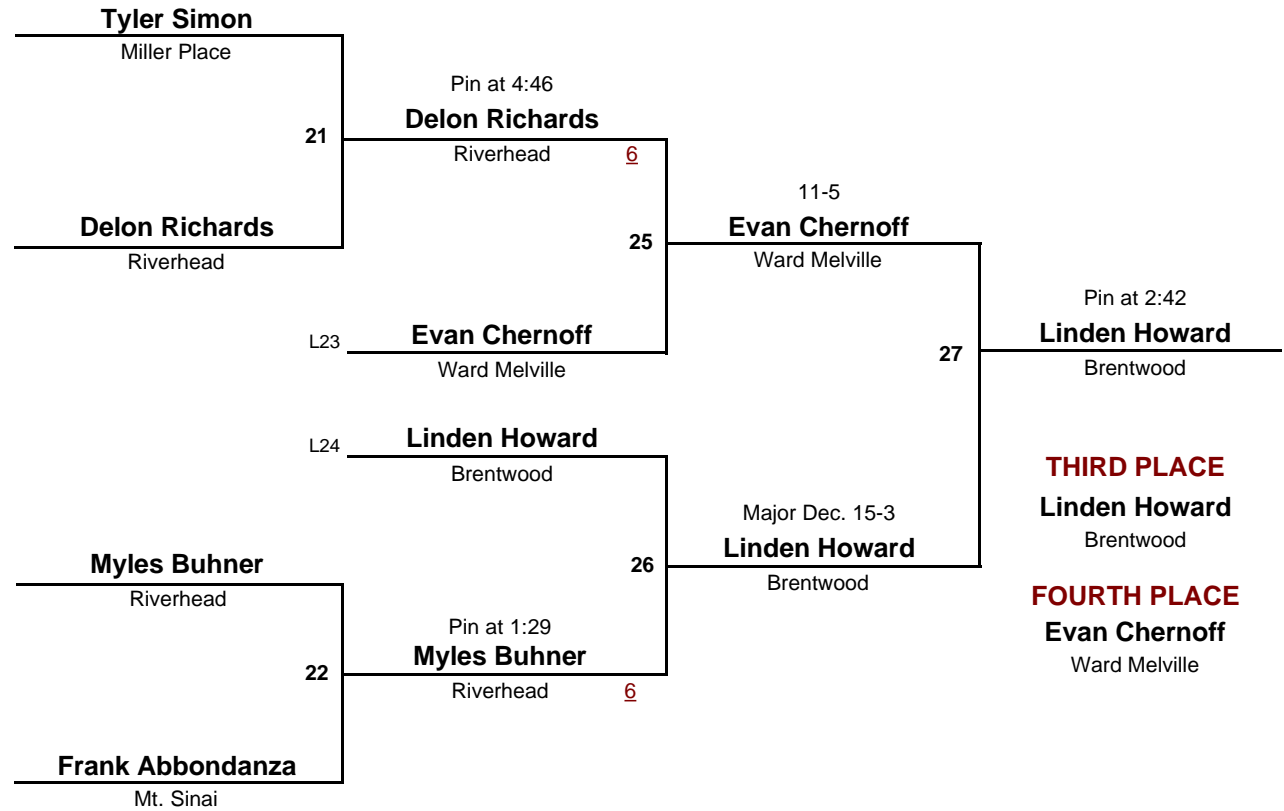 Tyler Simon
Miller Place
Pin at 4:46
Delon Richards
21
Riverhead 6
11-5
Delon Richards
Evan Chernoff
25
Riverhead
Ward Melville
Pin at 2:42
Evan Chernoff
Linden Howard
L23
27
Ward Melville
Brentwood
Linden Howard
L24
Brentwood
THIRD PLACE
Linden Howard
Major Dec. 15-3
Brentwood
Linden Howard
Myles Buhner
26
Brentwood
Riverhead
FOURTH PLACE
Pin at 1:29
Evan Chernoff
Myles Buhner
Ward Melville
22
Riverhead 6
Frank Abbondanza
Mt. Sinai